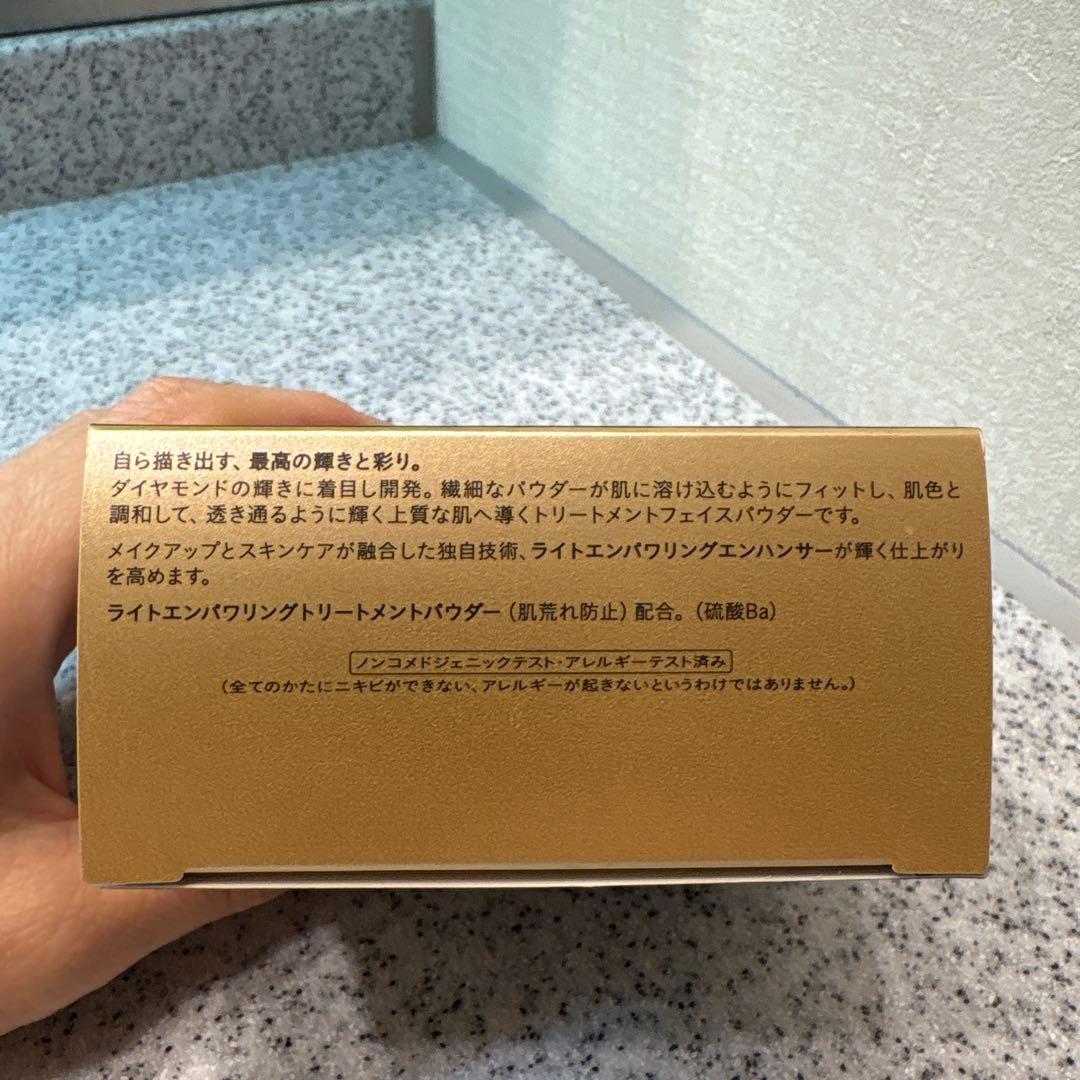 自ら描き出す、最高の輝きと彩り。
ダイヤモンドの輝きに着目し開発。繊細なパウダーが肌に溶け込むようにフィットし、肌色と
調和して、透き通るように輝く上質な肌へ導くトリートメントフェイスパウダーです。
メイクアップとスキンケアが融合した独自技術、ライトエンパワリングエンハンサーが輝く仕上がり
を高めます。
ライトエンパワリングトリートメントパウダー（肌荒れ防止）配合。（硫酸Ba）
ノンコメドジェニックテスト・アレルギーテスト済み
（全てのかたにニキビができない、アレルギーが起きないというわけではありません。）